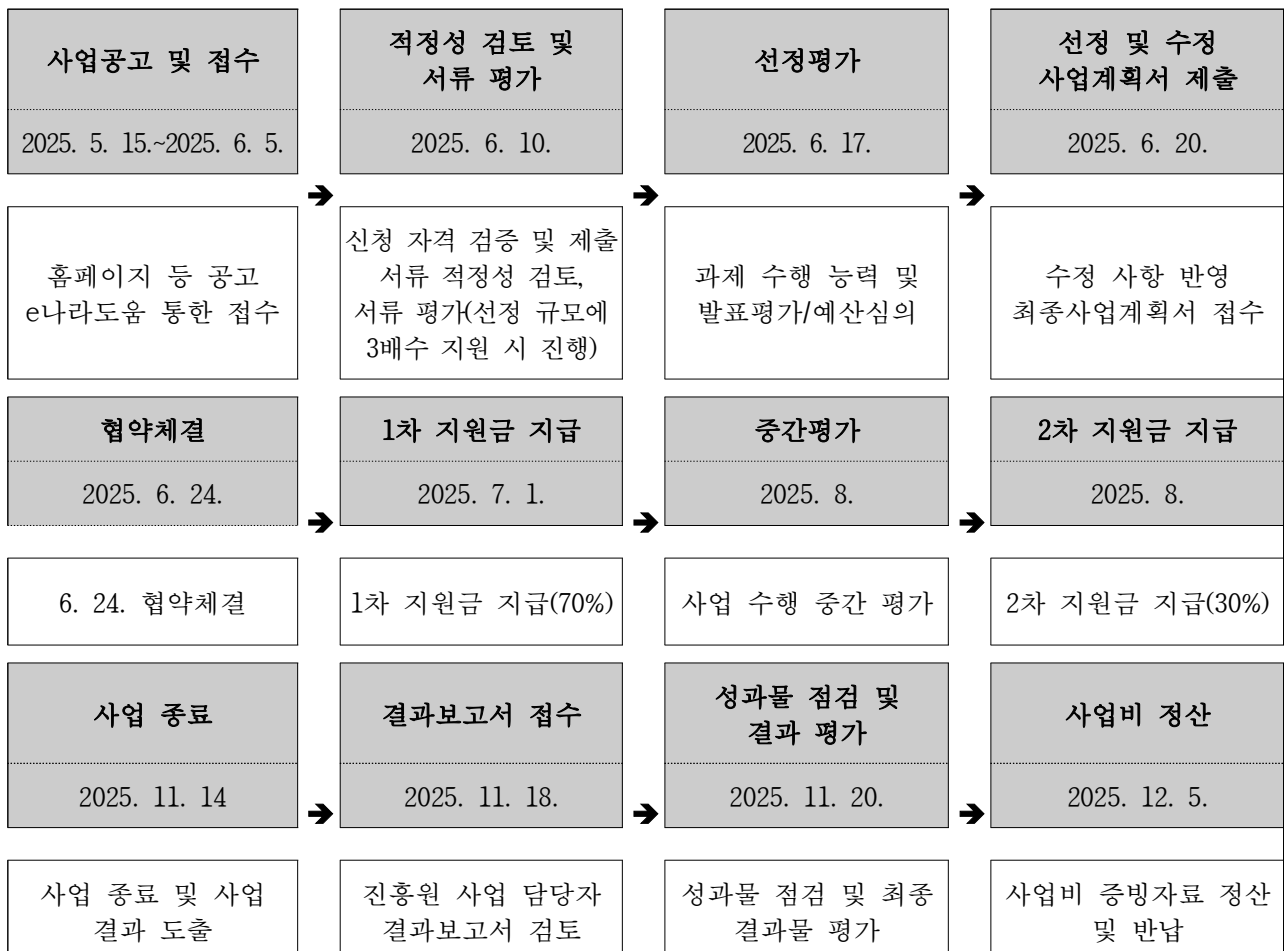 사업공고 및 접수
2025. 5. 15.~2025. 6. 5.
홈페이지 등 공고
e나라도움 통한 접수
➔
적정성 검토 및
서류 평가
2025. 6. 10.
신청 자격 검증 및 제출
서류 적정성 검토,
서류 평가(선정 규모에
3배수 지원 시 진행)
➔
선정평가
2025. 6. 17.
과제 수행 능력 및
발표평가/예산심의
➔
선정 및 수정
사업계획서 제출
2025. 6. 20.
수정 사항 반영
최종사업계획서 접수
협약체결
2025. 6. 24.
6. 24. 협약체결
➔
1차 지원금 지급
2025. 7. 1.
1차 지원금 지급(70%)
➔
중간평가
2025. 8.
사업 수행 중간 평가
➔
2차 지원금 지급
2025. 8.
2차 지원금 지급(30%)
사업 종료
2025. 11. 14
사업 종료 및 사업
결과 도출
➔
결과보고서 접수
2025. 11. 18.
진흥원 사업 담당자
결과보고서 검토
➔
성과물 점검 및
결과 평가
2025. 11. 20.
성과물 점검 및 최종
결과물 평가
➔
사업비 정산
2025. 12. 5.
사업비 증빙자료 정산
및 반납